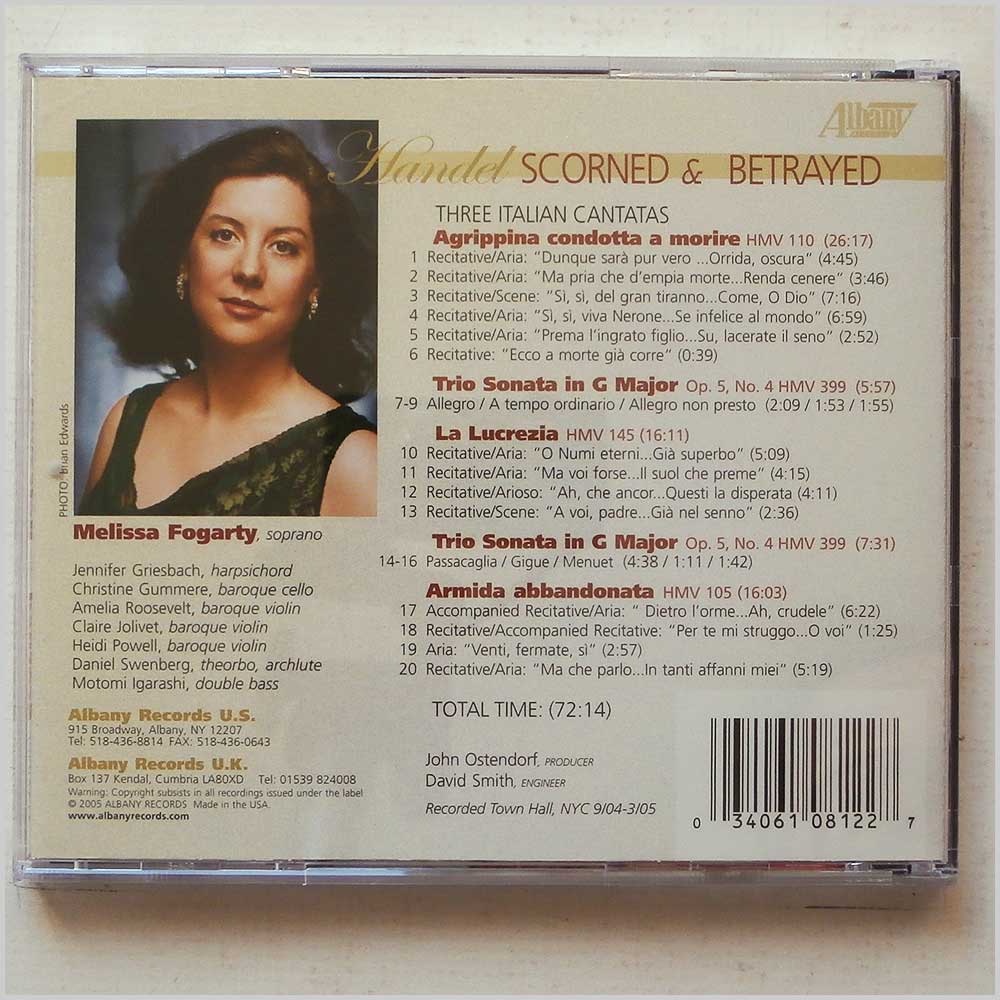 Albany
Handel SCORNED & BETRAYED
THREE ITALIAN CANTATAS
Agrippina condotta a morire HMV 110 (26:17)
1 Recitative/Aria: “Dunque sarà pur vero ...Orrida, oscura” (4:45)
2 Recitative/Aria: “Ma pria che d’empia morte...Renda cenere” (3:46)
3 Recitative/Scene: “Sì, sì, del gran tiranno...Come, O Dio” (7:16)
4 Recitative/Aria: “Sì, sì, viva Nerone...Se infelice al mondo” (6:59)
5 Recitative/Aria: “Prema l’ingrato figlio...Su, lacerate il seno” (2:52)
6 Recitative: “Ecco a morte già corre” (0:39)
Trio Sonata in G Major Op. 5, No. 4 HMV 399 (5:57)
7-9 Allegro / A tempo ordinario / Allegro non presto (2:09 / 1:53 / 1:55)
La Lucrezia HMV 145 (16:11)
10 Recitative/Aria: “O Numi eterni...Già superbo” (5:09)
11 Recitative/Aria: “Ma voi forse...Il suol che preme” (4:15)
12 Recitative/Arioso: “Ah, che ancor...Questi la disperata (4:11)
13 Recitative/Scene: “A voi, padre...Già nel senno” (2:36)
Trio Sonata in G Major Op. 5, No. 4 HMV 399 (7:31)
14-16 Passacaglia / Gigue / Menuet (4:38 / 1:11 / 1:42)
Armida abbandonata HMV 105 (16:03)
17 Accompanied Recitative/Aria: “ Dietro l’orme...Ah, crudele” (6:22)
18 Recitative/Accompanied Recitative: “Per te mi struggo...O voi” (1:25)
19 Aria: “Venti, fermate, sì” (2:57)
20 Recitative/Aria: “Ma che parlo...In tanti affanni miei” (5:19)
TOTAL TIME: (72:14)
John Ostendorf, PRODUCER
David Smith, ENGINEER
Recorded Town Hall, NYC 9/04-3/05
PHOTO: Brian Edwards
Melissa Fogarty, soprano
Jennifer Griesbach, harpsichord
Christine Gummere, baroque cello
Amelia Roosevelt, baroque violin
Claire Jolivet, baroque violin
Heidi Powell, baroque violin
Daniel Swenberg, theorbo, archlute
Motomi Igarashi, double bass
Albany Records U.S.
915 Broadway, Albany, NY 12207
Tel: 518-436-8814 FAX: 518-436-0643
Albany Records U.K.
Box 137 Kendal, Cumbria LA80XD Tel: 01539 824008
Warning: Copyright subsists in all recordings issued under the label
© 2005 ALBANY RECORDS Made in the USA.
www.albanyrecords.com
0 34061 08122 7